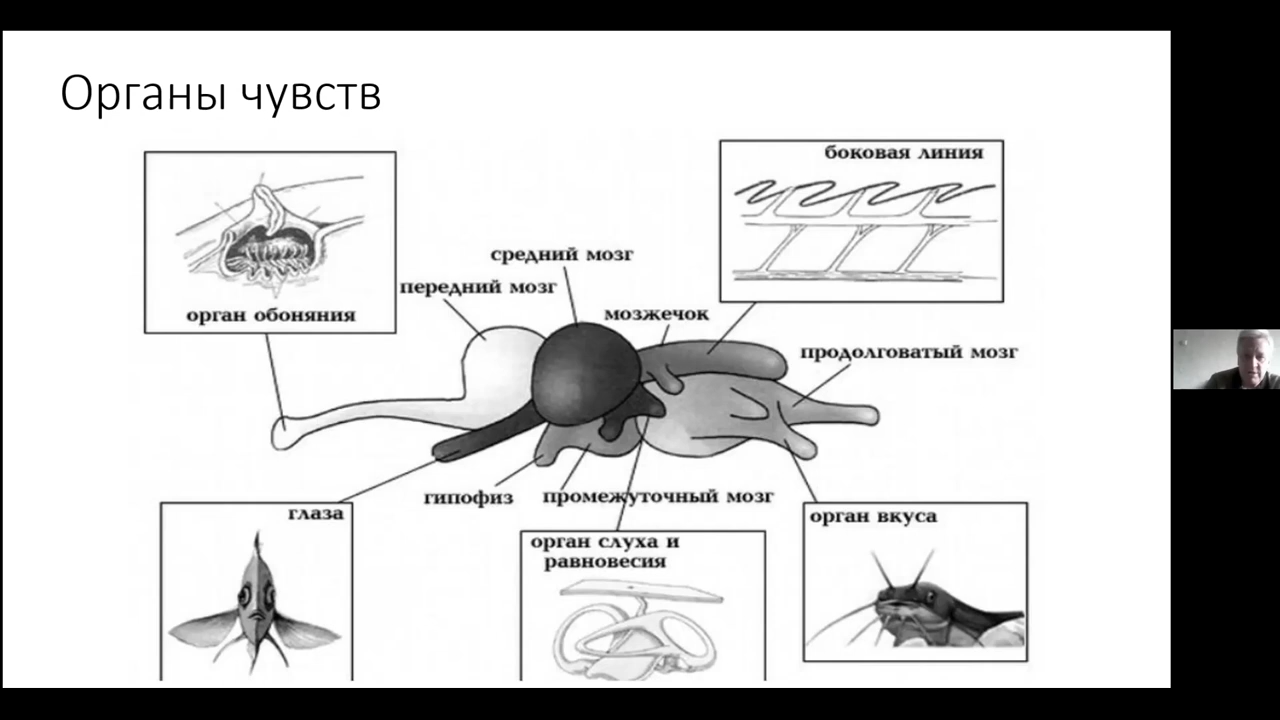 Органы чувств
боковая линия
орган обоняния
средний мозг
передний мозг
мозжечок
продолговатый мозг
гипофиз
промежуточный мозг
глаза
орган слуха и
равновесия
орган вкуса